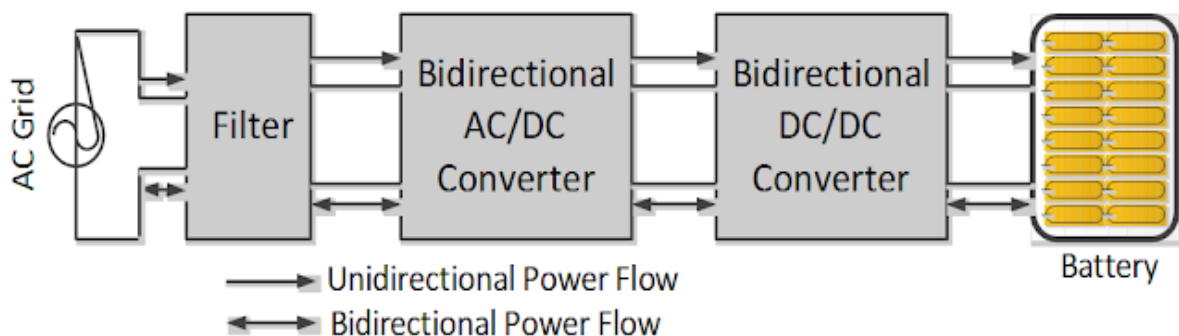 AC Grid
Filter
Bidirectional
AC/DC
Converter
Bidirectional
DC/DC
Converter
Battery
Unidirectional Power Flow
Bidirectional Power Flow